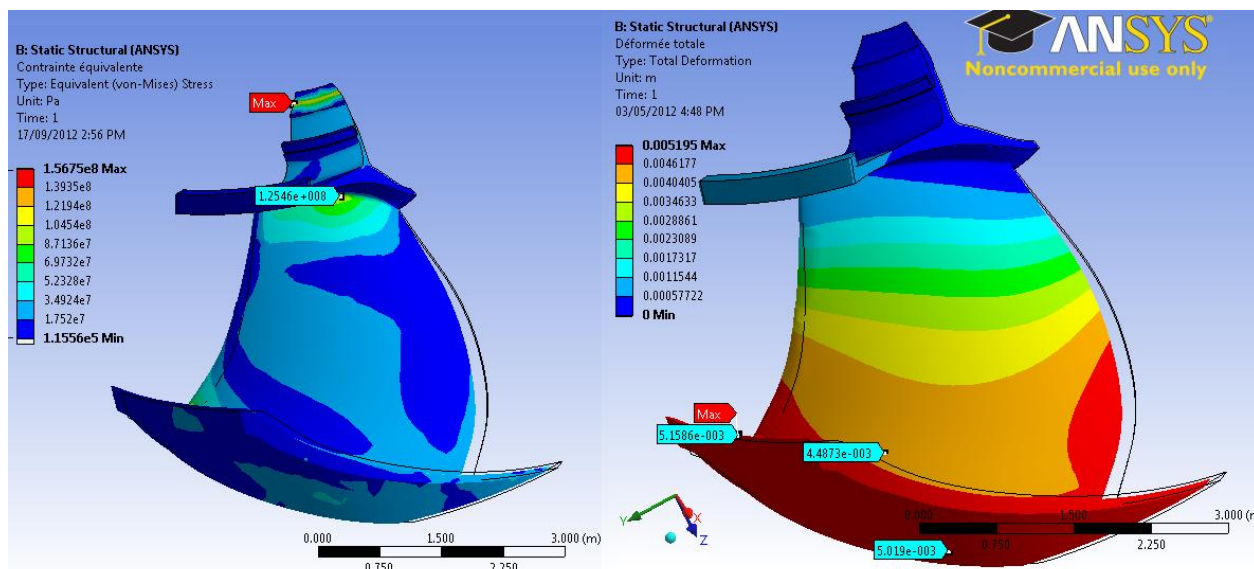 B: Static Structural (ANSYS)
Contrainte équivalente
Type: Equivalent (von-Mises) Stress
Unit: Pa
Time: 1
17/09/2012 2:56 PM
1.5675e8 Max
1.3935e8
1.2194e8
1.0454e8
8.7136e7
6.9732e7
5.2328e7
3.4924e7
1.752e7
1.1556e5 Min
Max
1.2546e+008
0.000
1.500
3.000 (m)
0.750
2.250
B: Static Structural (ANSYS)
Déformée totale
Type: Total Deformation
Unit: m
Time: 1
03/05/2012 4:48 PM
ANSYS
Noncommercial use only
0.005195 Max
0.0046177
0.0040405
0.0034633
0.0028861
0.0023089
0.0017317
0.0011544
0.00057722
0 Min
Max
5.1586e-003
4.4873e-003
5.019e-003
Y
X
Z
0.000
1.500
3.000 (m
0.750
2.250